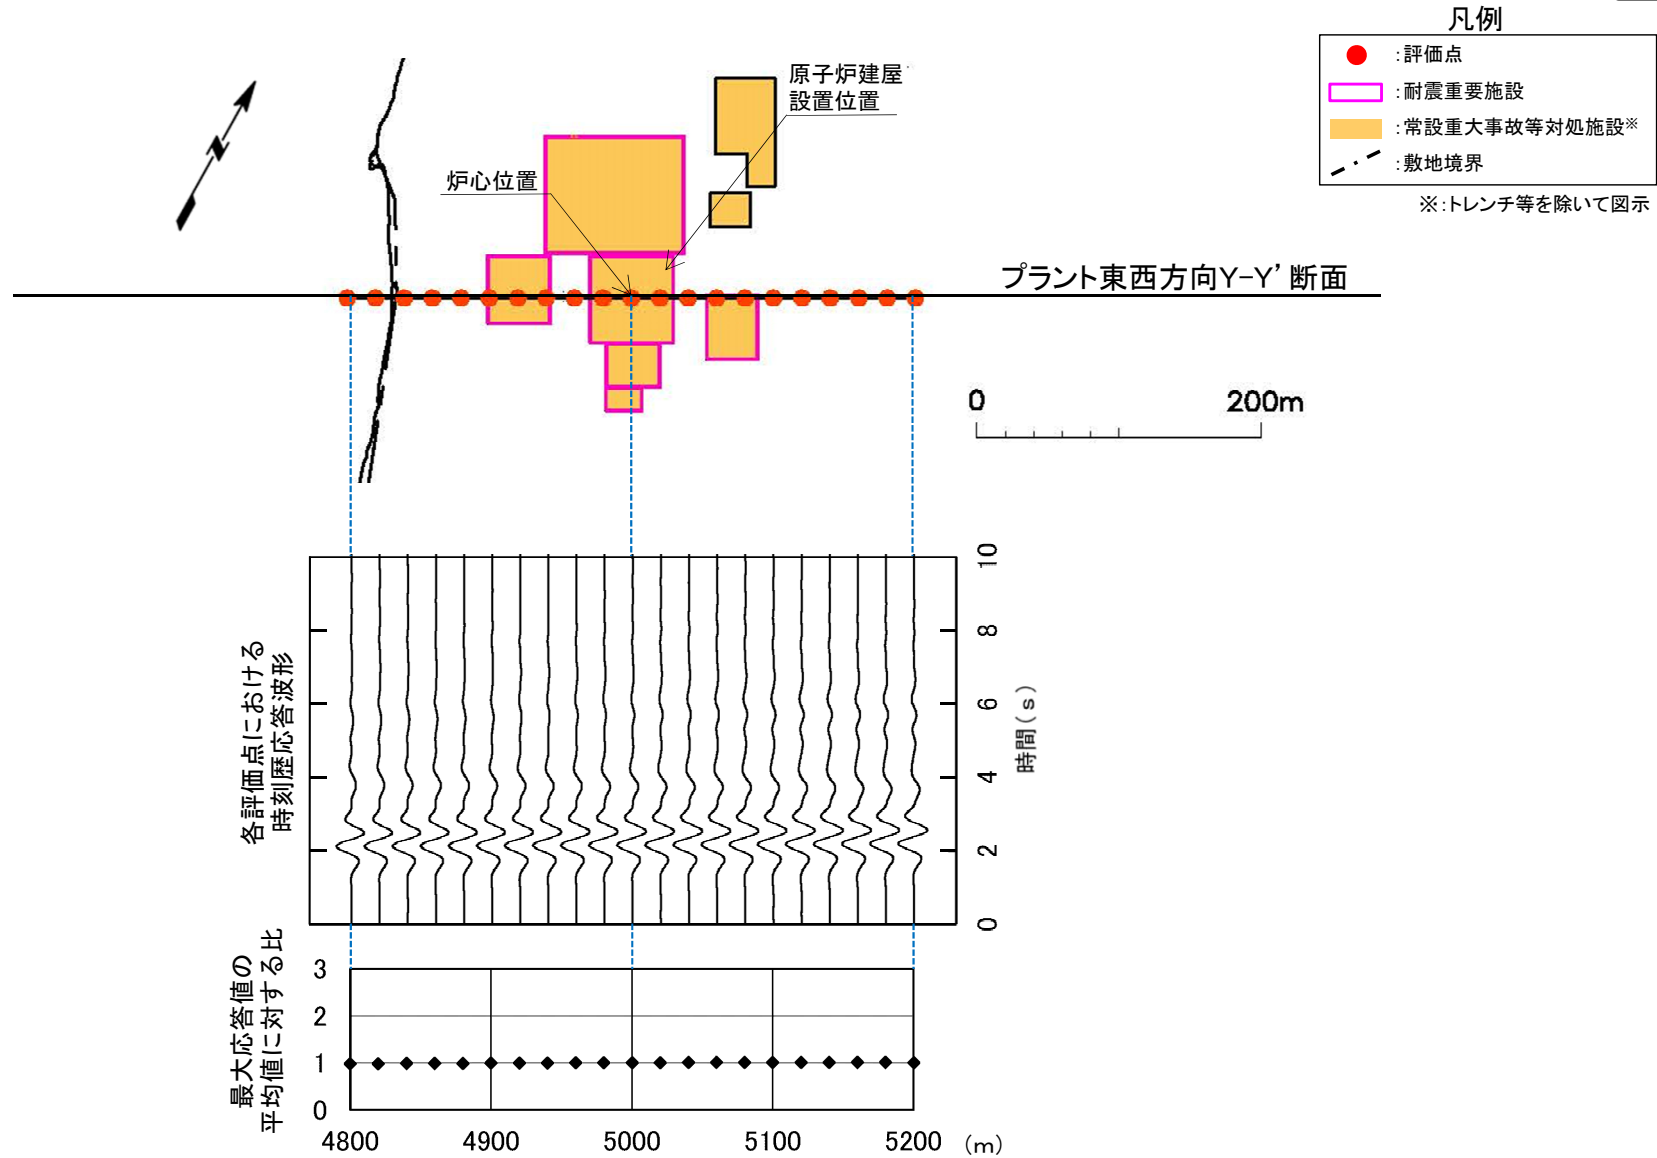 凡例
:評価点
:耐震重要施設
:常設重大事故等対処施設※
:敷地境界
※:トレンチ等を除いて図示
原子炉建屋
設置位置
炉心位置
N
プラント東西方向Y-Y’断面
0 200m
各評価点における
時刻歴応答波形
10
8
6
4
2
0
時間(s)
最大応答値の
平均値に対する比
3
2
1
0
4800 4900 5000 5100 5200 (m)